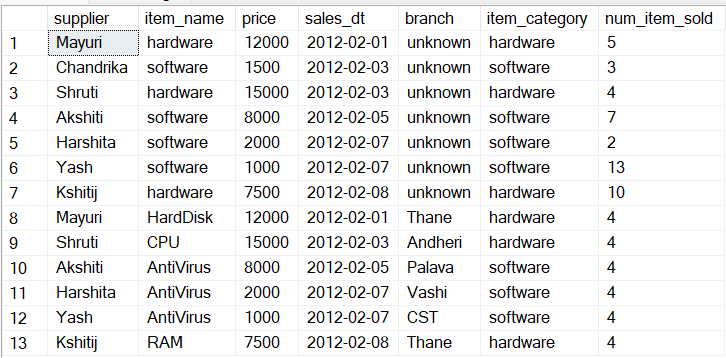 supplier item_name price sales_dt branch item_category num_item_sold
1 Mayuri hardware 12000 2012-02-01 unknown hardware 5
2 Chandrika software 1500 2012-02-03 unknown software 3
3 Shruti hardware 15000 2012-02-03 unknown hardware 4
4 Akshiti software 8000 2012-02-05 unknown software 7
5 Harshita software 2000 2012-02-07 unknown software 2
6 Yash software 1000 2012-02-07 unknown software 13
7 Kshitij hardware 7500 2012-02-08 unknown hardware 10
8 Mayuri HardDisk 12000 2012-02-01 Thane hardware 4
9 Shruti CPU 15000 2012-02-03 Andheri hardware 4
10 Akshiti AntiVirus 8000 2012-02-05 Palava software 4
11 Harshita AntiVirus 2000 2012-02-07 Vashi software 4
12 Yash AntiVirus 1000 2012-02-07 CST software 4
13 Kshitij RAM 7500 2012-02-08 Thane hardware 4